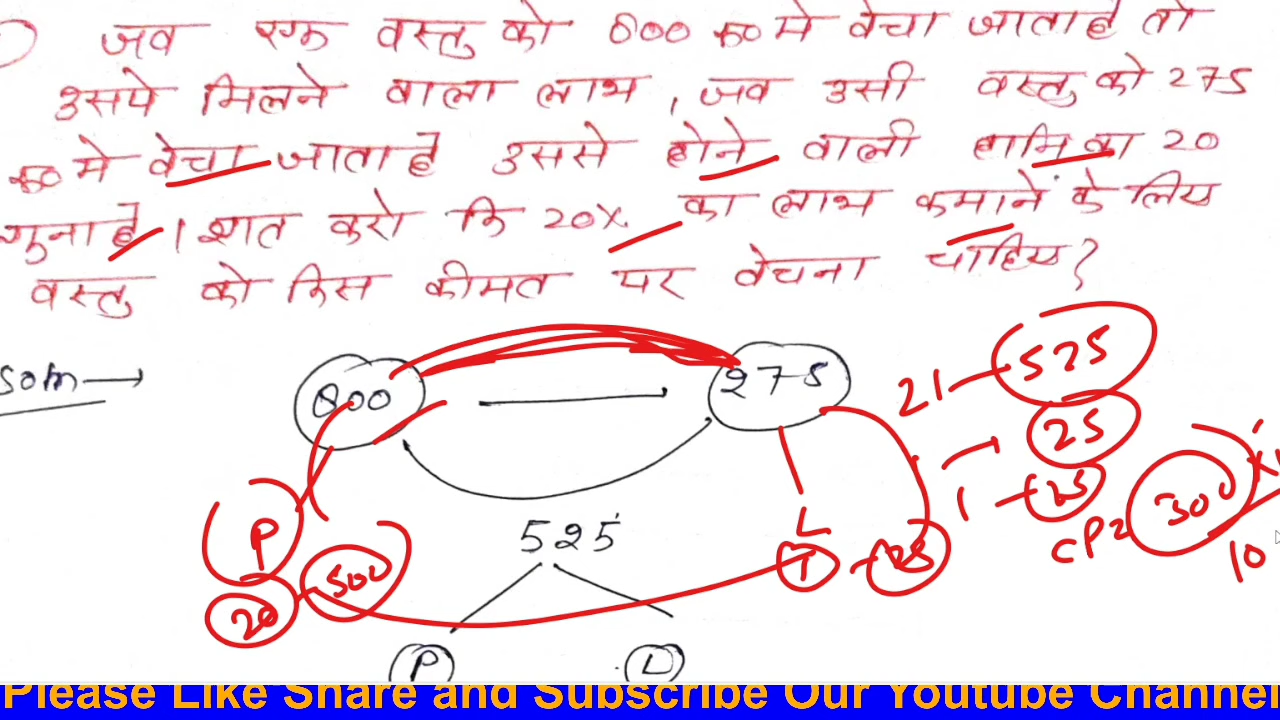 जब एक वस्तु को 800 रू० मे बेचा जाता है तो
उसपे मिलने वाला लाभ , जब उसी वस्तु को 275
रू० मे बेचा जाता है उससे होने वाली हानि का 20
गुना है । ज्ञात करो कि 20% का लाभ कमाने के लिय
वस्तु को किस कीमत पर बेचना चाहिय ?
Soln →
800 → 275
21 - 525
25
1 - 25
CP = 300
10
P 525 L
20 - 500
1 - 25
P L
Please Like Share and Subscribe Our Youtube Channel